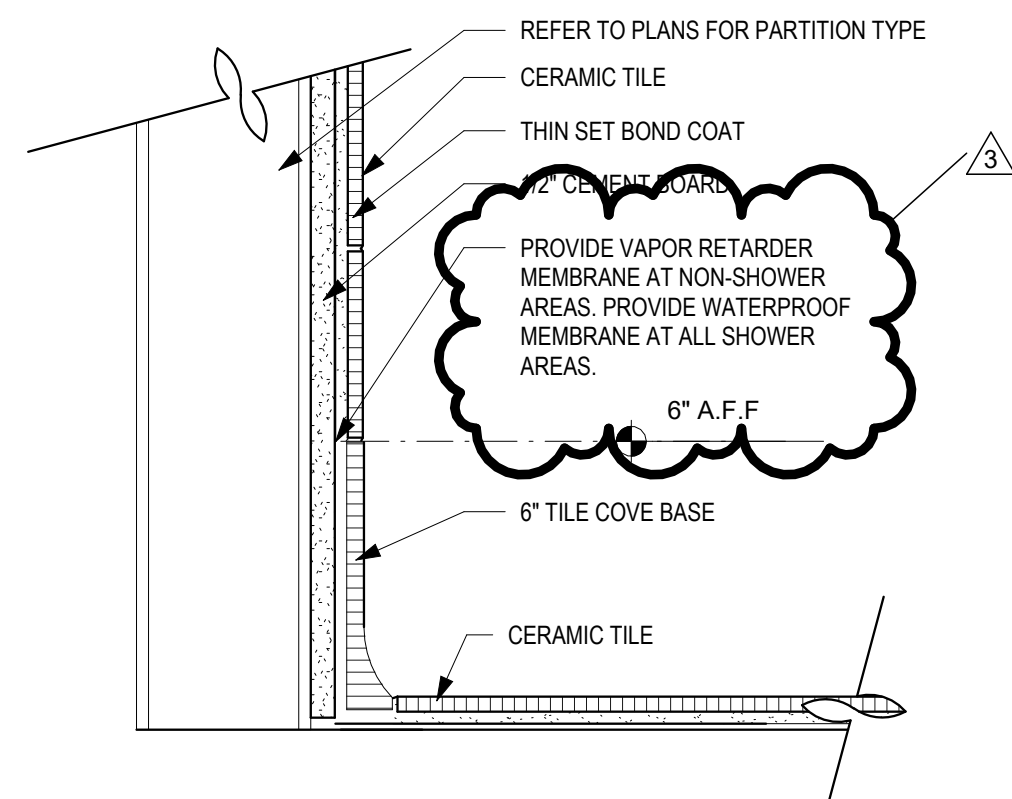 REFER TO PLANS FOR PARTITION TYPE
CERAMIC TILE
THIN SET BOND COAT
3
1/2" CEMENT BOARD
PROVIDE VAPOR RETARDER
MEMBRANE AT NON-SHOWER
AREAS. PROVIDE WATERPROOF
MEMBRANE AT ALL SHOWER
AREAS.
6" A.F.F
6" TILE COVE BASE
CERAMIC TILE